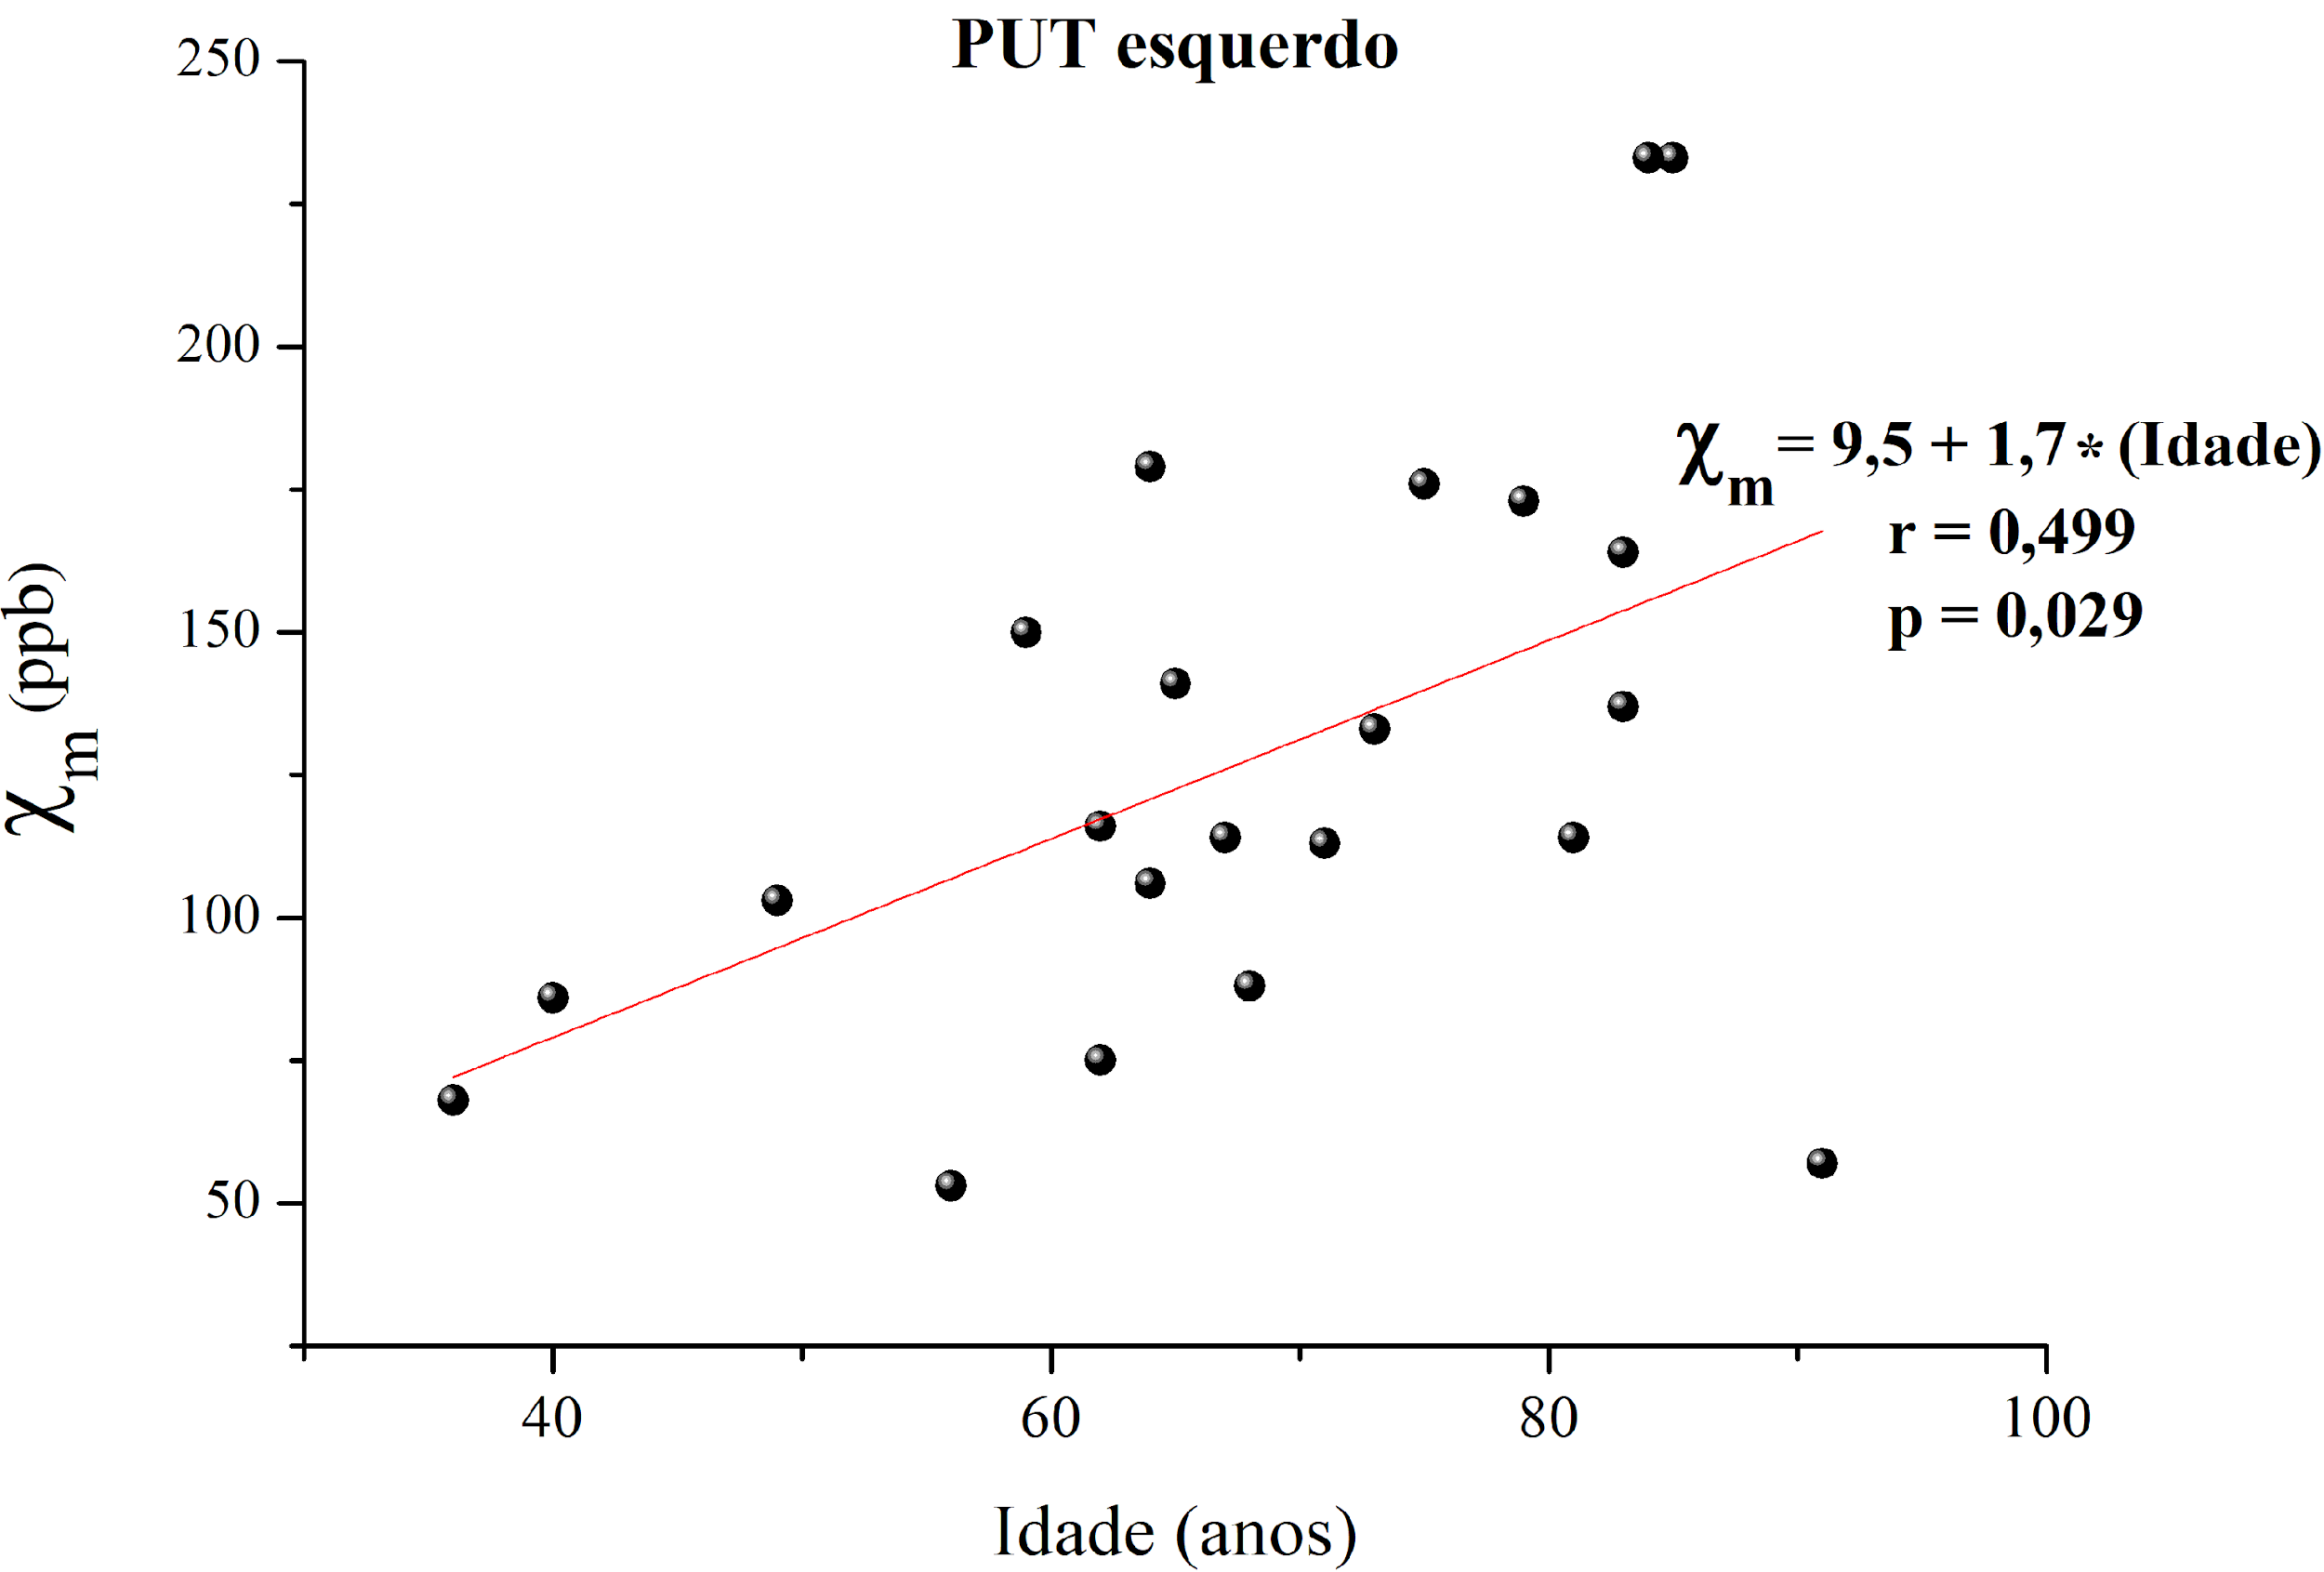 PUT esquerdo
250
200
150
100
50
χm (ppb)
χm = 9,5 + 1,7 * (Idade)
r = 0,499
p = 0,029
40 60 80 100
Idade (anos)